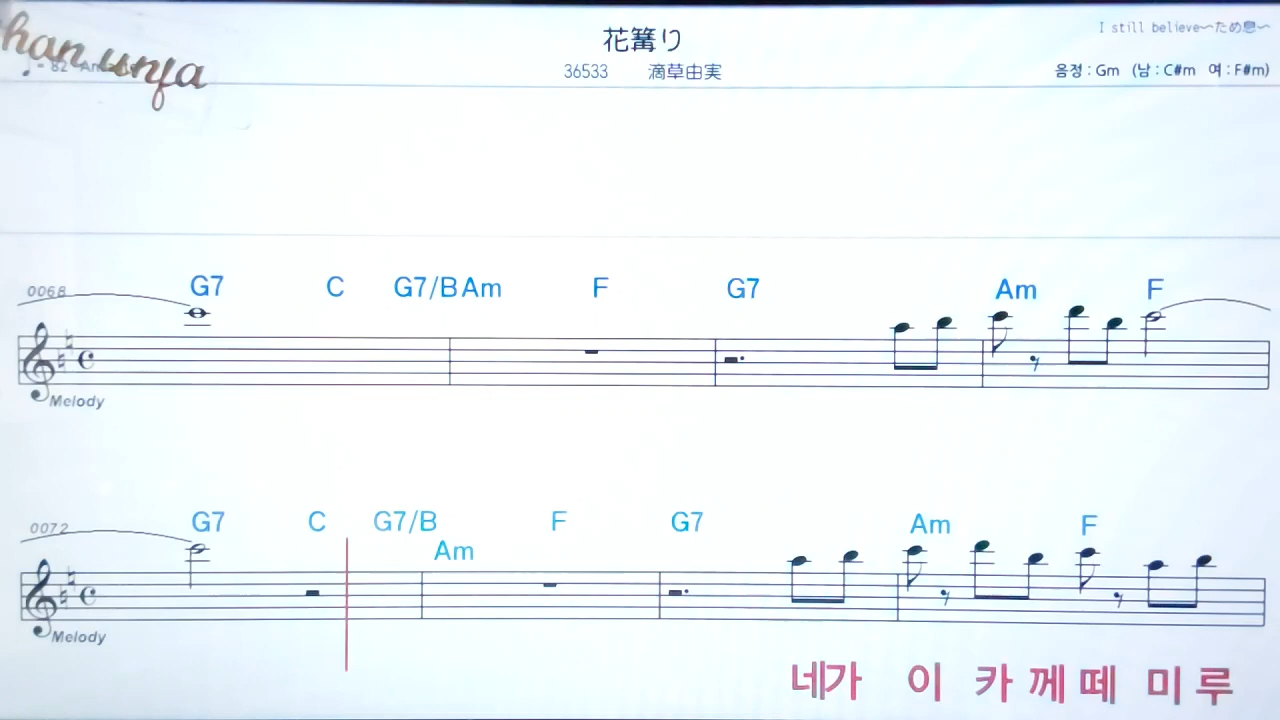 花篝り
I still believe〜ため息〜
36533 滴草由実
음정 : Gm (남 : C#m 여 : F#m)
han unja
G7 C G7/B Am F G7 Am F
0068
Melody
G7 C G7/B Am F G7 Am F
0072
Melody
네가 이 카 께 떼 미 루